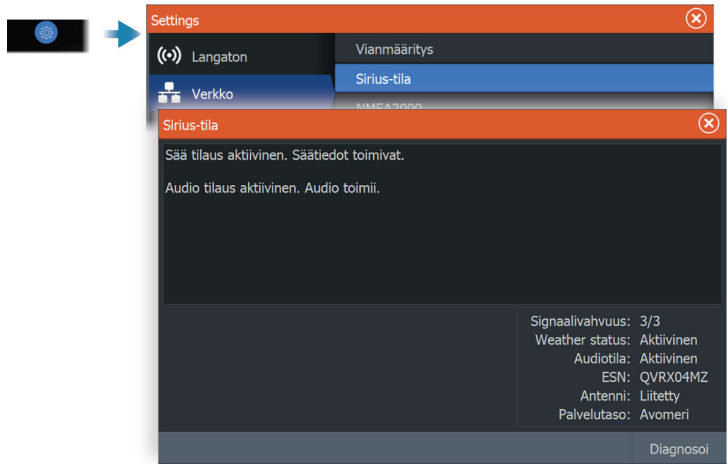 Settings
Langaton
Vianmääritys
Verkko
Sirius-tila
NMEA2000
Sirius-tila
Sää tilaus aktiivinen. Säätiedot toimivat.
Audio tilaus aktiivinen. Audio toimii.
Signaalivahvuus: 3/3
Weather status: Aktiivinen
Audiotila: Aktiivinen
ESN: QVRX04MZ
Antenni: Liitetty
Palvelutaso: Avomeri
Diagnosoi